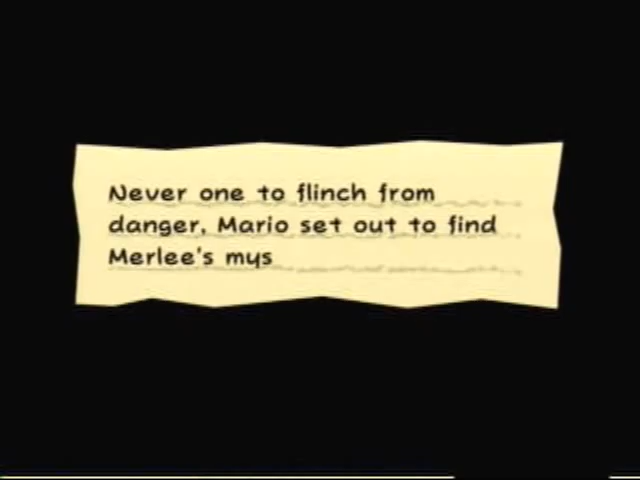 Never one to flinch from
danger, Mario set out to find
Merlee's mys